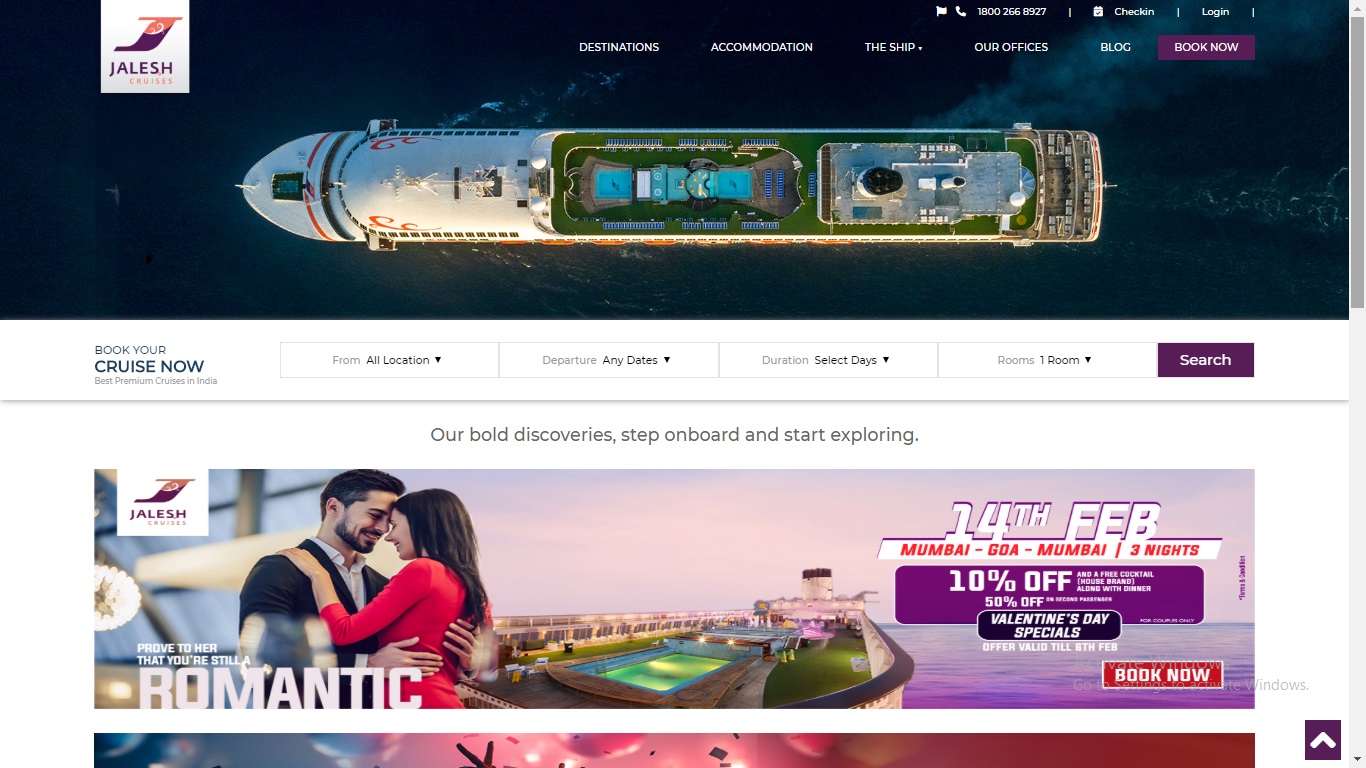 1800 266 8927 | Checkin | Login |
JALESH
CRUISES
DESTINATIONS ACCOMMODATION THE SHIP ▾ OUR OFFICES BLOG BOOK NOW
BOOK YOUR
CRUISE NOW
Best Premium Cruises in India
From All Location ▼ Departure Any Dates ▼ Duration Select Days ▼ Rooms 1 Room ▼ Search
Our bold discoveries, step onboard and start exploring.
JALESH
CRUISES
PROVE TO HER
THAT YOU'RE STILL A
ROMANTIC
14TH FEB
MUMBAI - GOA - MUMBAI | 3 NIGHTS
10% OFF AND A FREE COCKTAIL
(HOUSE BRAND)
ALONG WITH DINNER
50% OFF ON SECOND PASSENGER
VALENTINE'S DAY
SPECIALS
FOR COUPLES ONLY
OFFER VALID TILL 6TH FEB
*Terms & Condition
BOOK NOW
Activate Windows
Go to Settings to activate Windows.